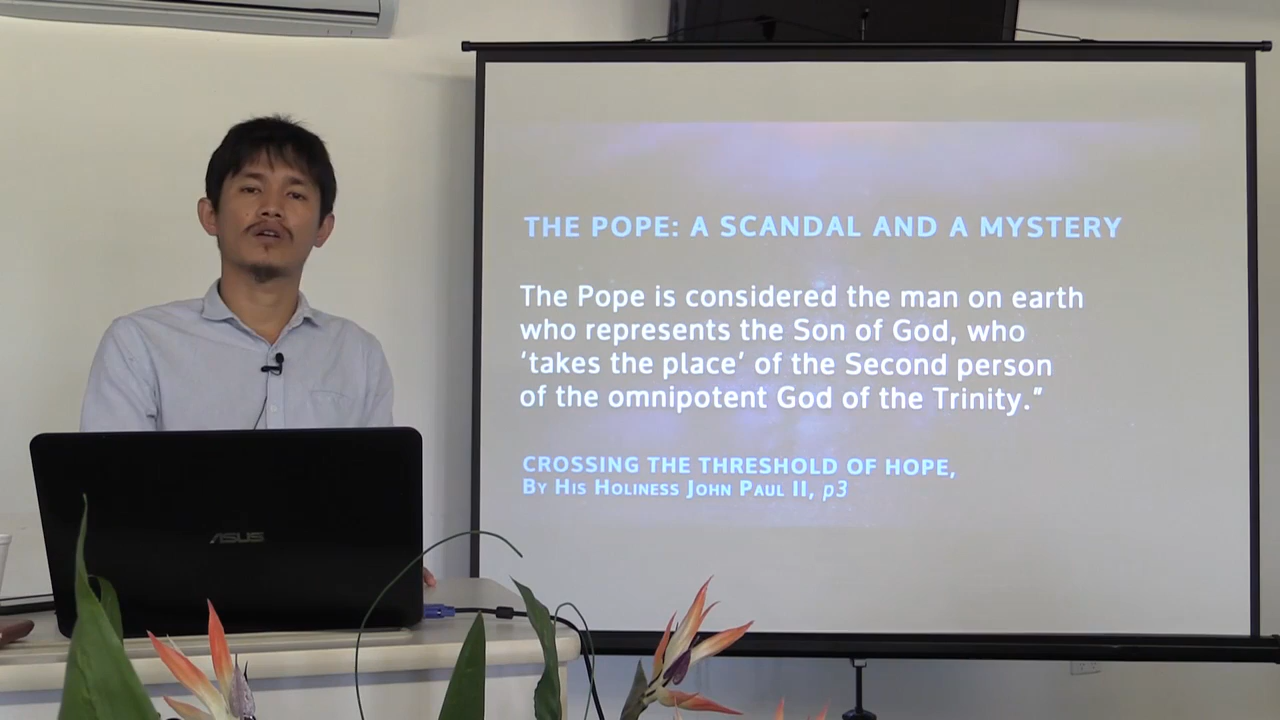 THE POPE: A SCANDAL AND A MYSTERY
The Pope is considered the man on earth
who represents the Son of God, who
‘takes the place’ of the Second person
of the omnipotent God of the Trinity.”
CROSSING THE THRESHOLD OF HOPE,
BY HIS HOLINESS JOHN PAUL II, p3
ASUS